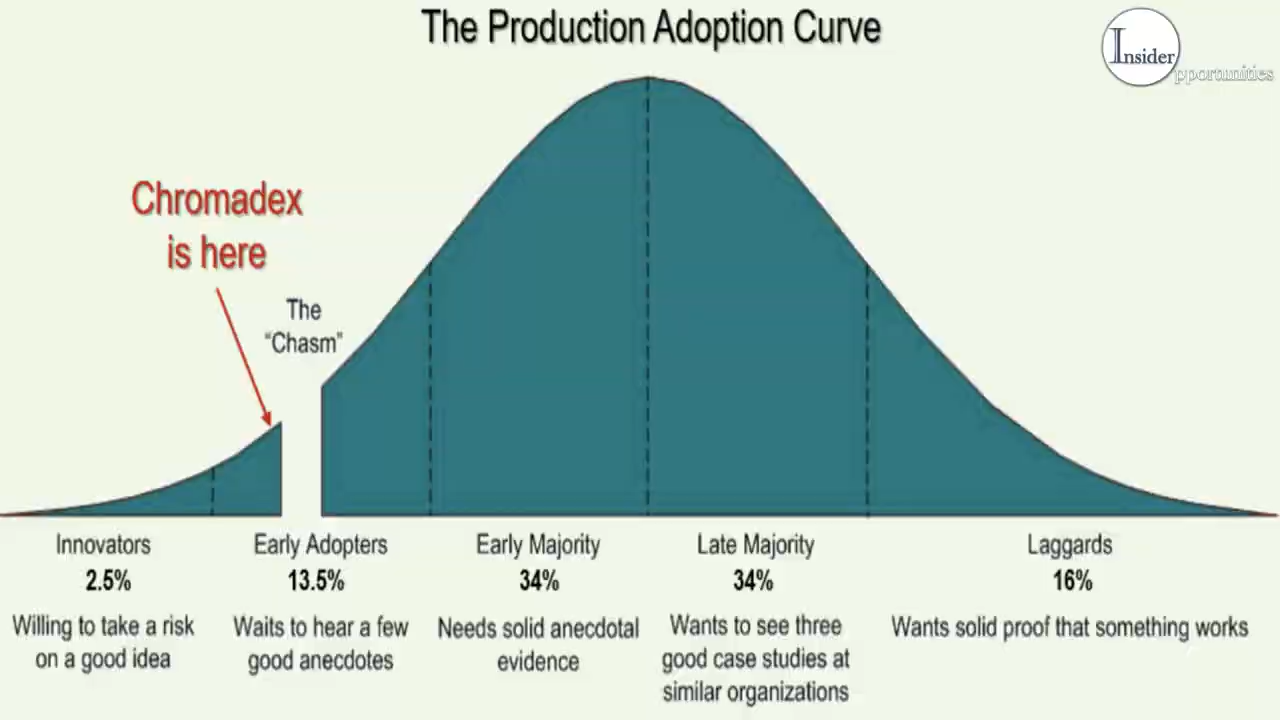 The Production Adoption Curve
Insider
pportunities
Chromadex
is here
The
“Chasm”
Innovators
2.5%
Willing to take a risk
on a good idea
Early Adopters
13.5%
Waits to hear a few
good anecdotes
Early Majority
34%
Needs solid anecdotal
evidence
Late Majority
34%
Wants to see three
good case studies at
similar organizations
Laggards
16%
Wants solid proof that something works